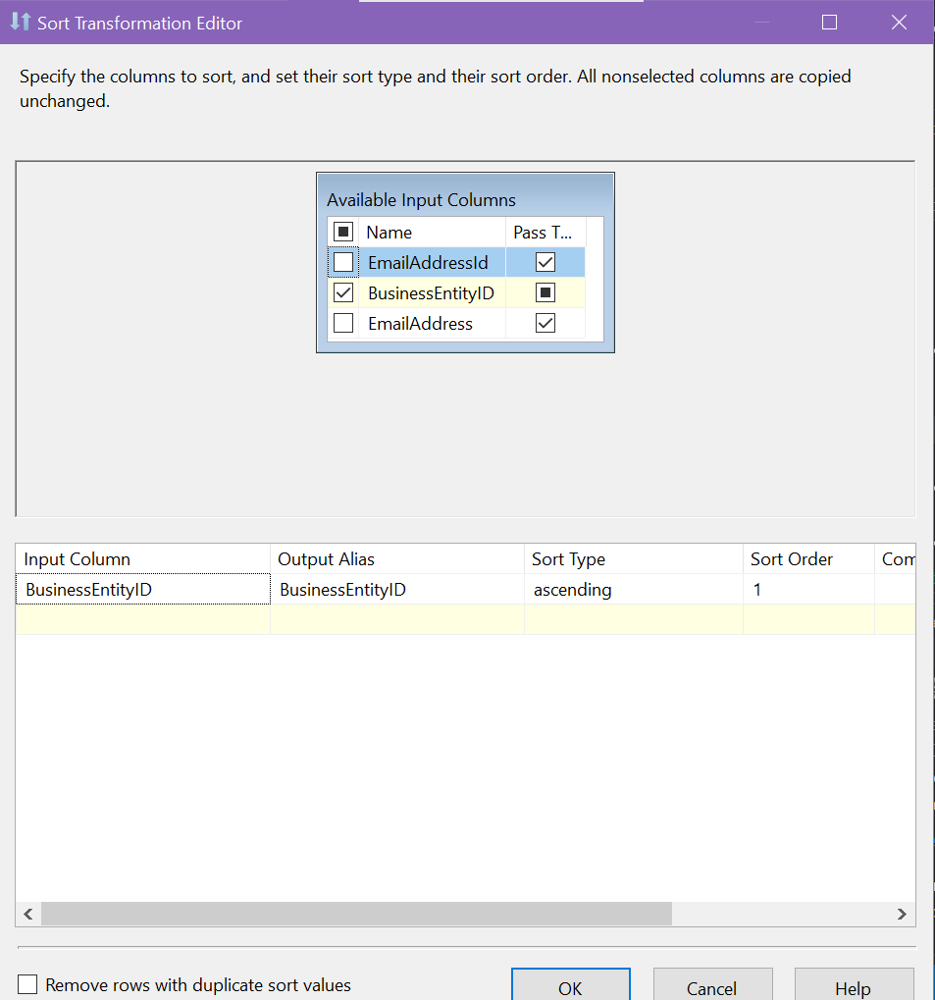 Sort Transformation Editor
Specify the columns to sort, and set their sort type and their sort order. All nonselected columns are copied
unchanged.
Available Input Columns
Name Pass T...
EmailAddressId
BusinessEntityID
EmailAddress
Input Column Output Alias Sort Type Sort Order Com
BusinessEntityID BusinessEntityID ascending 1
Remove rows with duplicate sort values OK Cancel Help